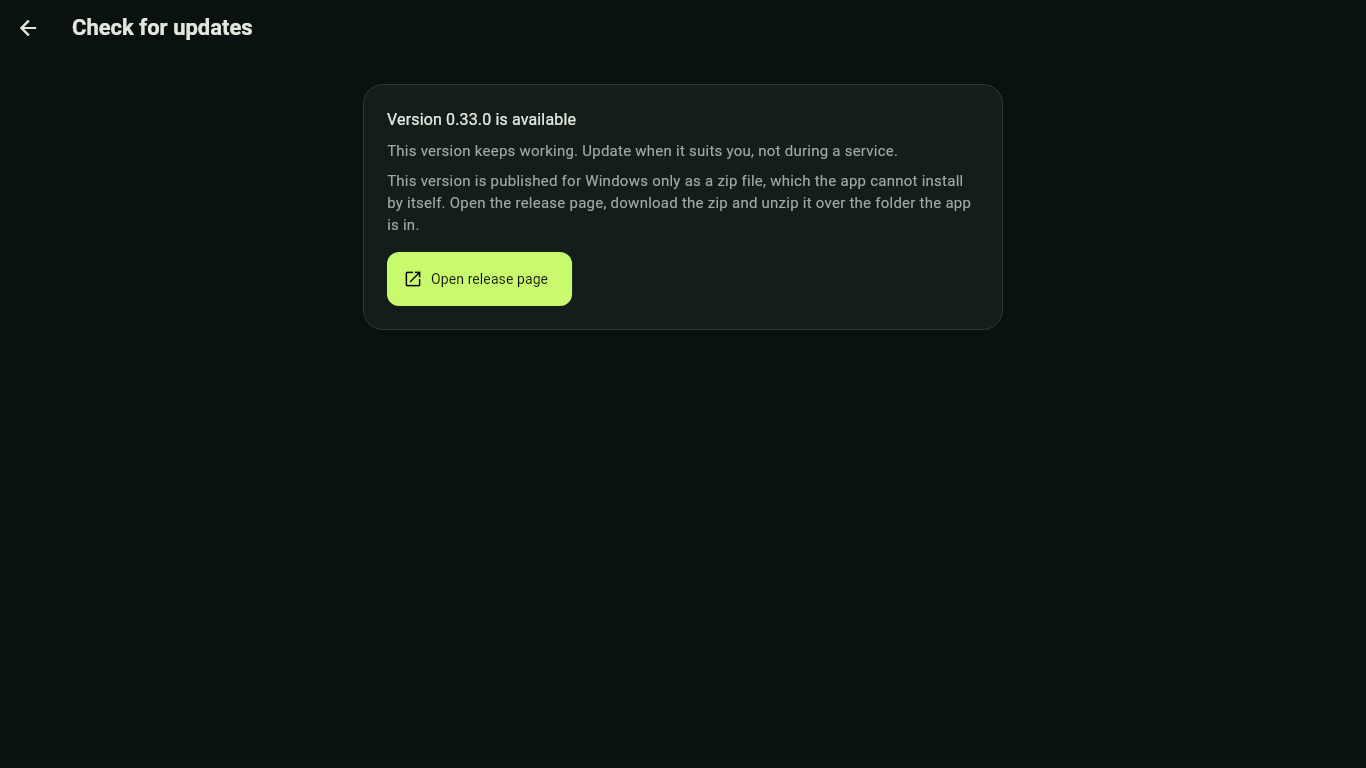 Check for updates
Version 0.33.0 is available
This version keeps working. Update when it suits you, not during a service.
This version is published for Windows only as a zip file, which the app cannot install
by itself. Open the release page, download the zip and unzip it over the folder the app
is in.
Open release page